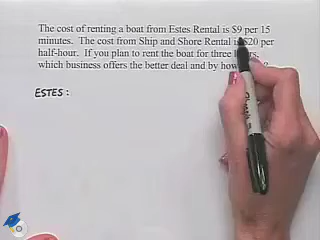 The cost of renting a boat from Estes Rental is $9 per 15
minutes. The cost from Ship and Shore Rental is $20 per
half-hour. If you plan to rent the boat for three
which business offers the better deal and by
ESTES: